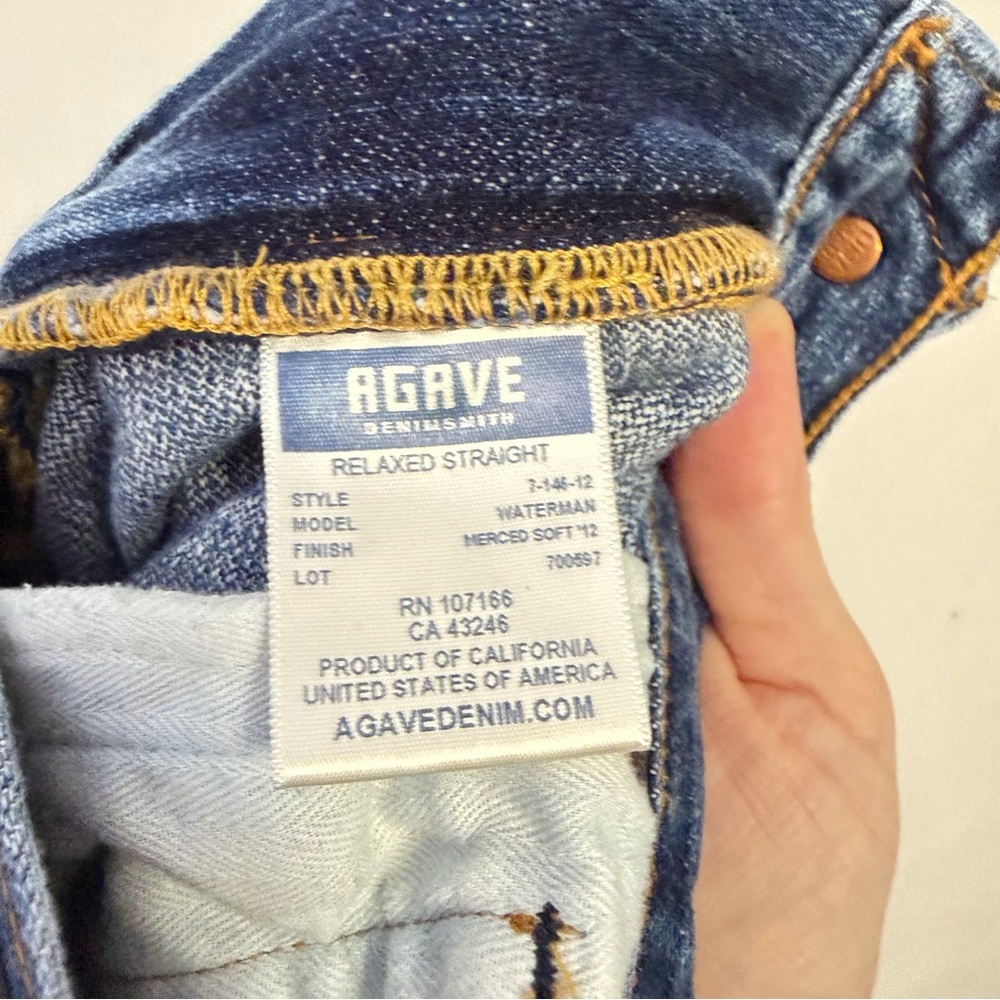 AGAVE
DENIMSMITH
RELAXED STRAIGHT
STYLE 7-146-12
MODEL WATERMAN
FINISH MERCED SOFT '12
LOT 700597
RN 107166
CA 43246
PRODUCT OF CALIFORNIA
UNITED STATES OF AMERICA
AGAVEDENIM.COM